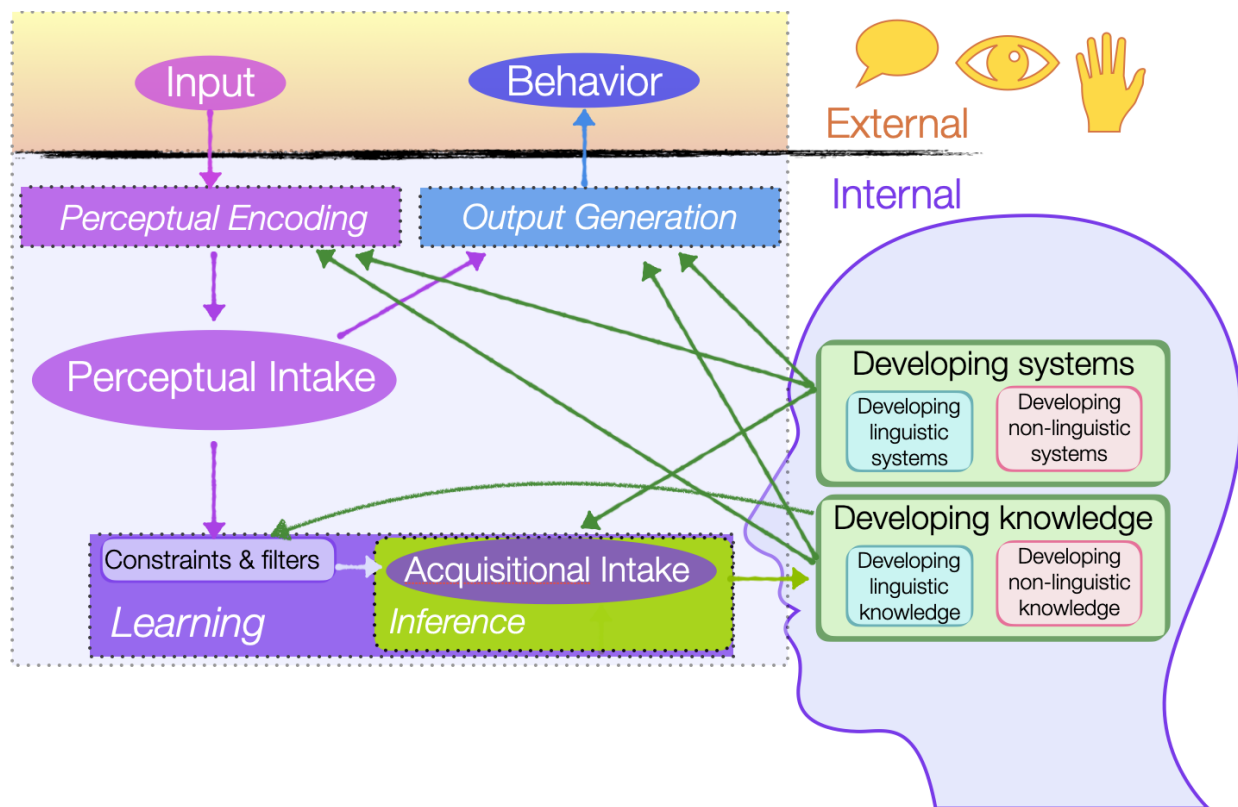 Input
Behavior
External
Internal
Perceptual Encoding
Output Generation
Perceptual Intake
Developing systems
Developing
linguistic
systems
Developing
non-linguistic
systems
Developing knowledge
Developing
linguistic
knowledge
Developing
non-linguistic
knowledge
Constraints & filters
Acquisitional Intake
Learning
Inference